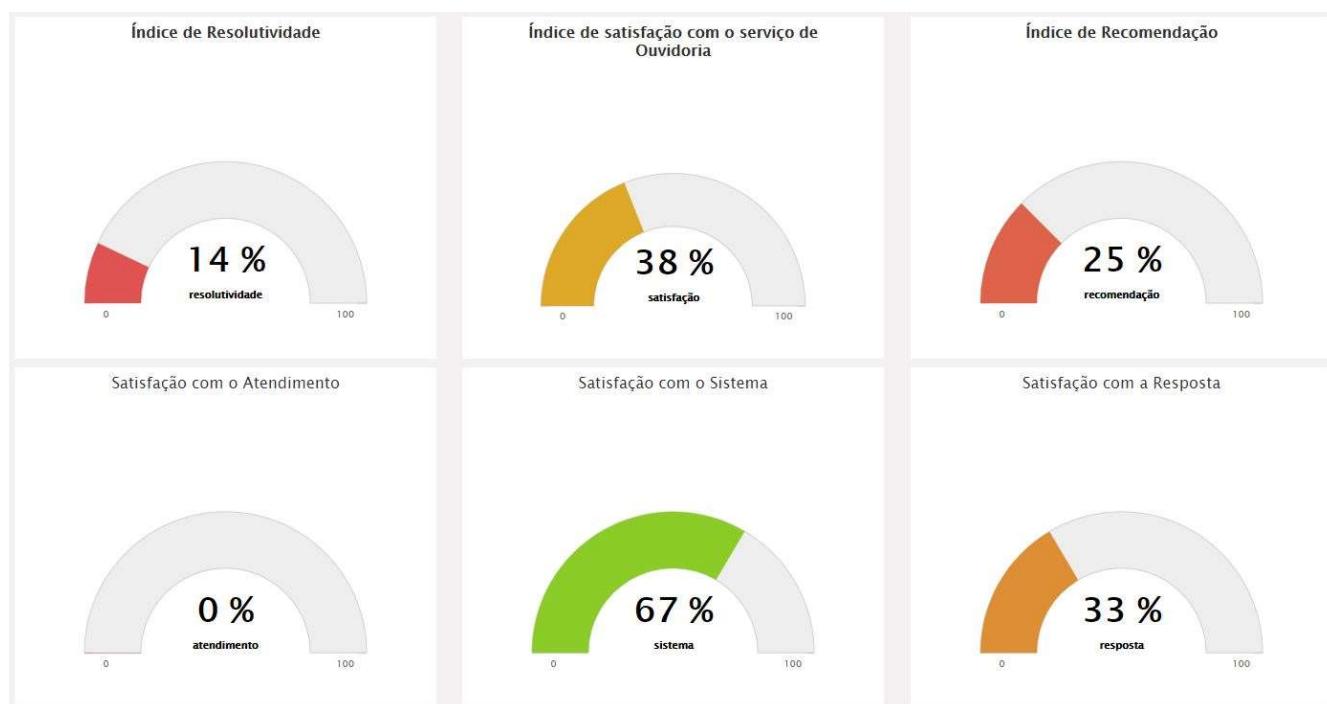 Índice de Resolutividade
14 %
resolutividade
0
100
Índice de satisfação com o serviço de
Ouvidoria
38 %
satisfação
0
100
Índice de Recomendação
25 %
recomendação
0
100
Satisfação com o Atendimento
0 %
atendimento
0
100
Satisfação com o Sistema
67 %
sistema
0
100
Satisfação com a Resposta
33 %
resposta
0
100